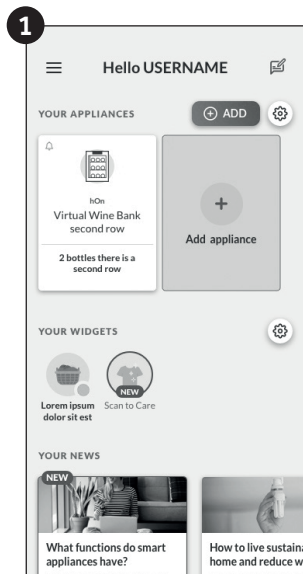 1
Hello USERNAME
YOUR APPLIANCES
ADD
hOn
Virtual Wine Bank
second row
2 bottles there is a
second row
Add appliance
YOUR WIDGETS
NEW
Lorem ipsum
dolor sit est
Scan to Care
YOUR NEWS
NEW
What functions do smart
appliances have?
How to live sustaina
home and reduce w